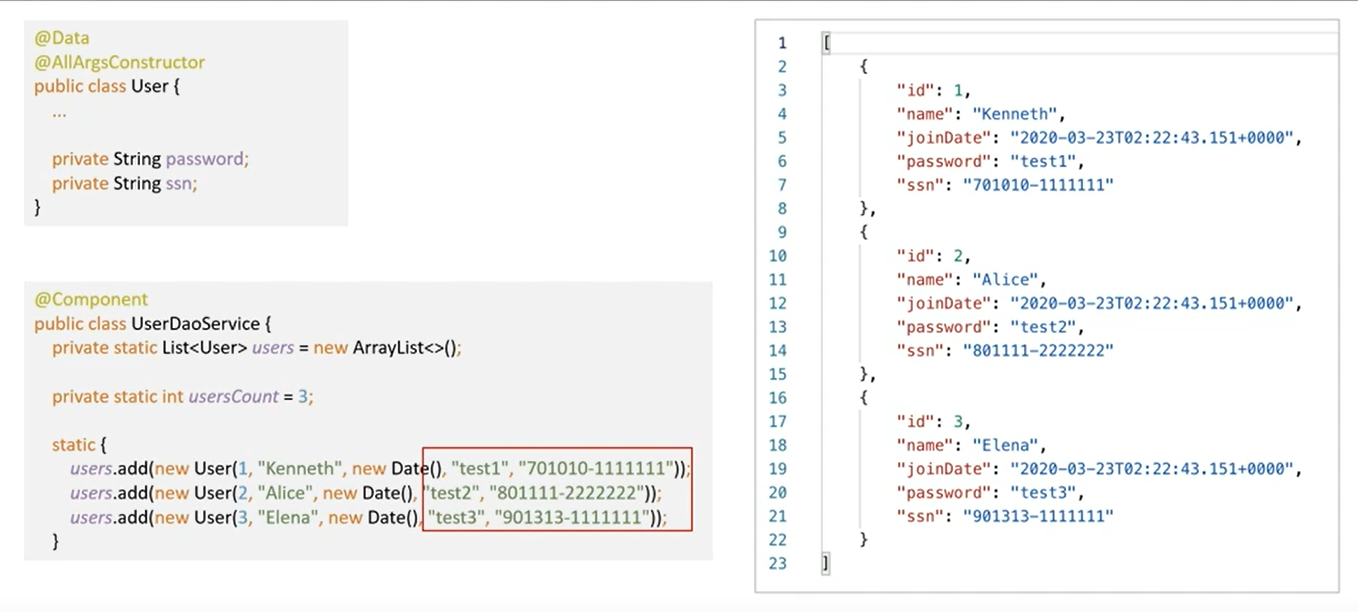 @Data
@AllArgsConstructor
public class User {
...
private String password;
private String ssn;
}
@Component
public class UserDaoService {
private static List<User> users = new ArrayList<>();
private static int usersCount = 3;
static {
users.add(new User(1, "Kenneth", new Date(), "test1", "701010-1111111"));
users.add(new User(2, "Alice", new Date(), "test2", "801111-2222222"));
users.add(new User(3, "Elena", new Date(), "test3", "901313-1111111"));
}
1 [
2 {
3 "id": 1,
4 "name": "Kenneth",
5 "joinDate": "2020-03-23T02:22:43.151+0000",
6 "password": "test1",
7 "ssn": "701010-1111111"
8 },
9 {
10 "id": 2,
11 "name": "Alice",
12 "joinDate": "2020-03-23T02:22:43.151+0000",
13 "password": "test2",
14 "ssn": "801111-2222222"
15 },
16 {
17 "id": 3,
18 "name": "Elena",
19 "joinDate": "2020-03-23T02:22:43.151+0000",
20 "password": "test3",
21 "ssn": "901313-1111111"
22 }
23 ]